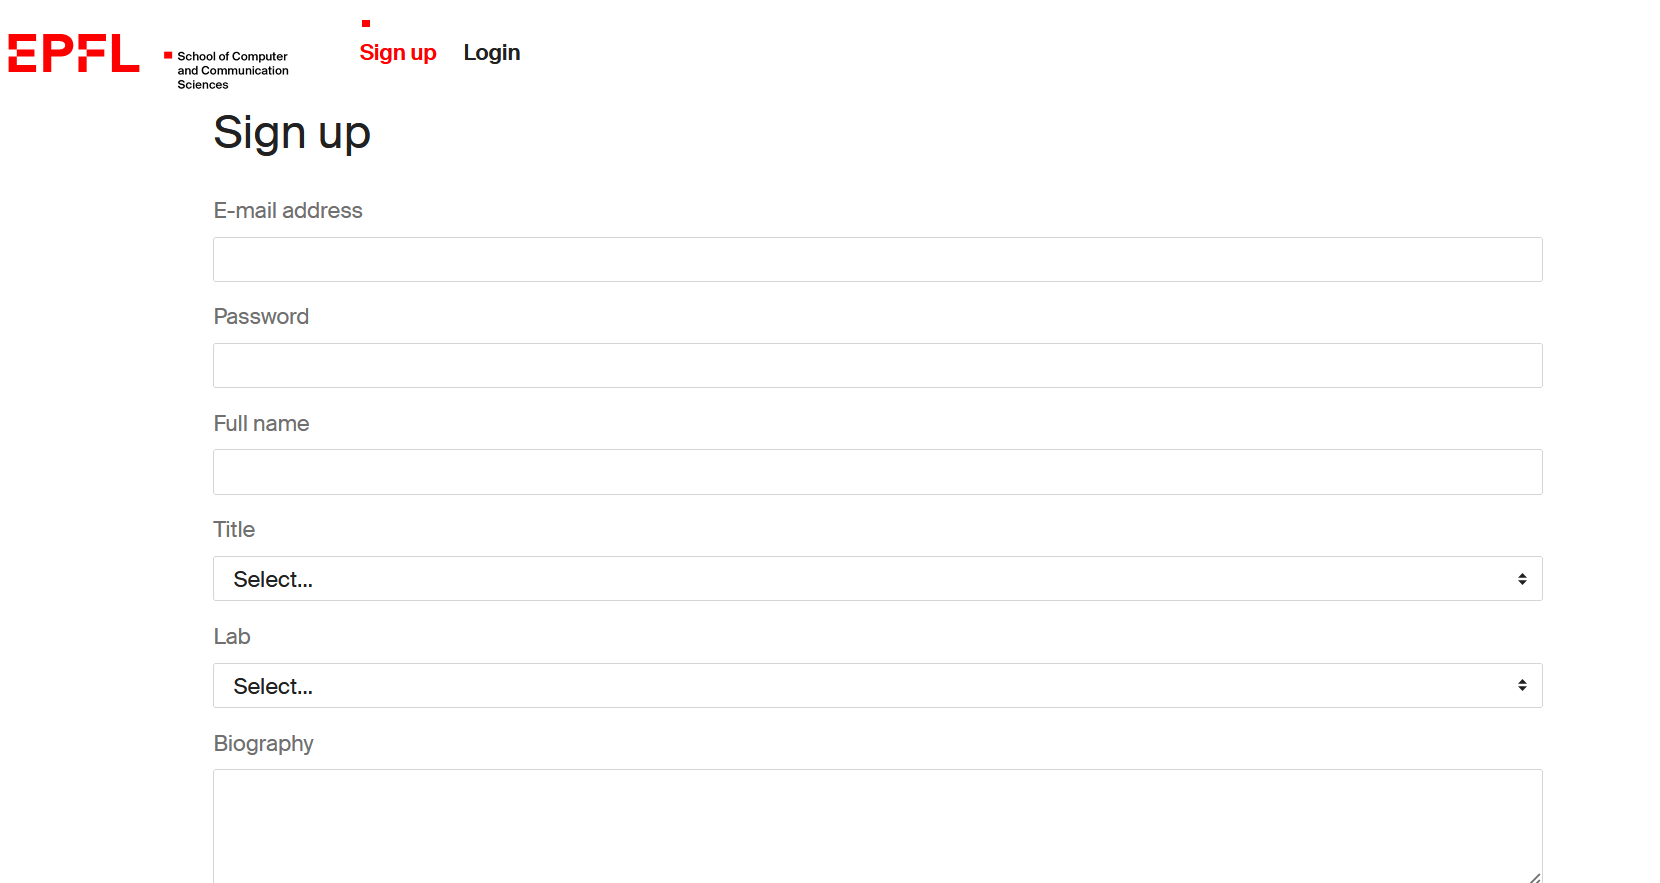 EPFL
School of Computer
and Communication
Sciences
Sign up
Login
Sign up
E-mail address
Password
Full name
Title
Select...
Lab
Select...
Biography